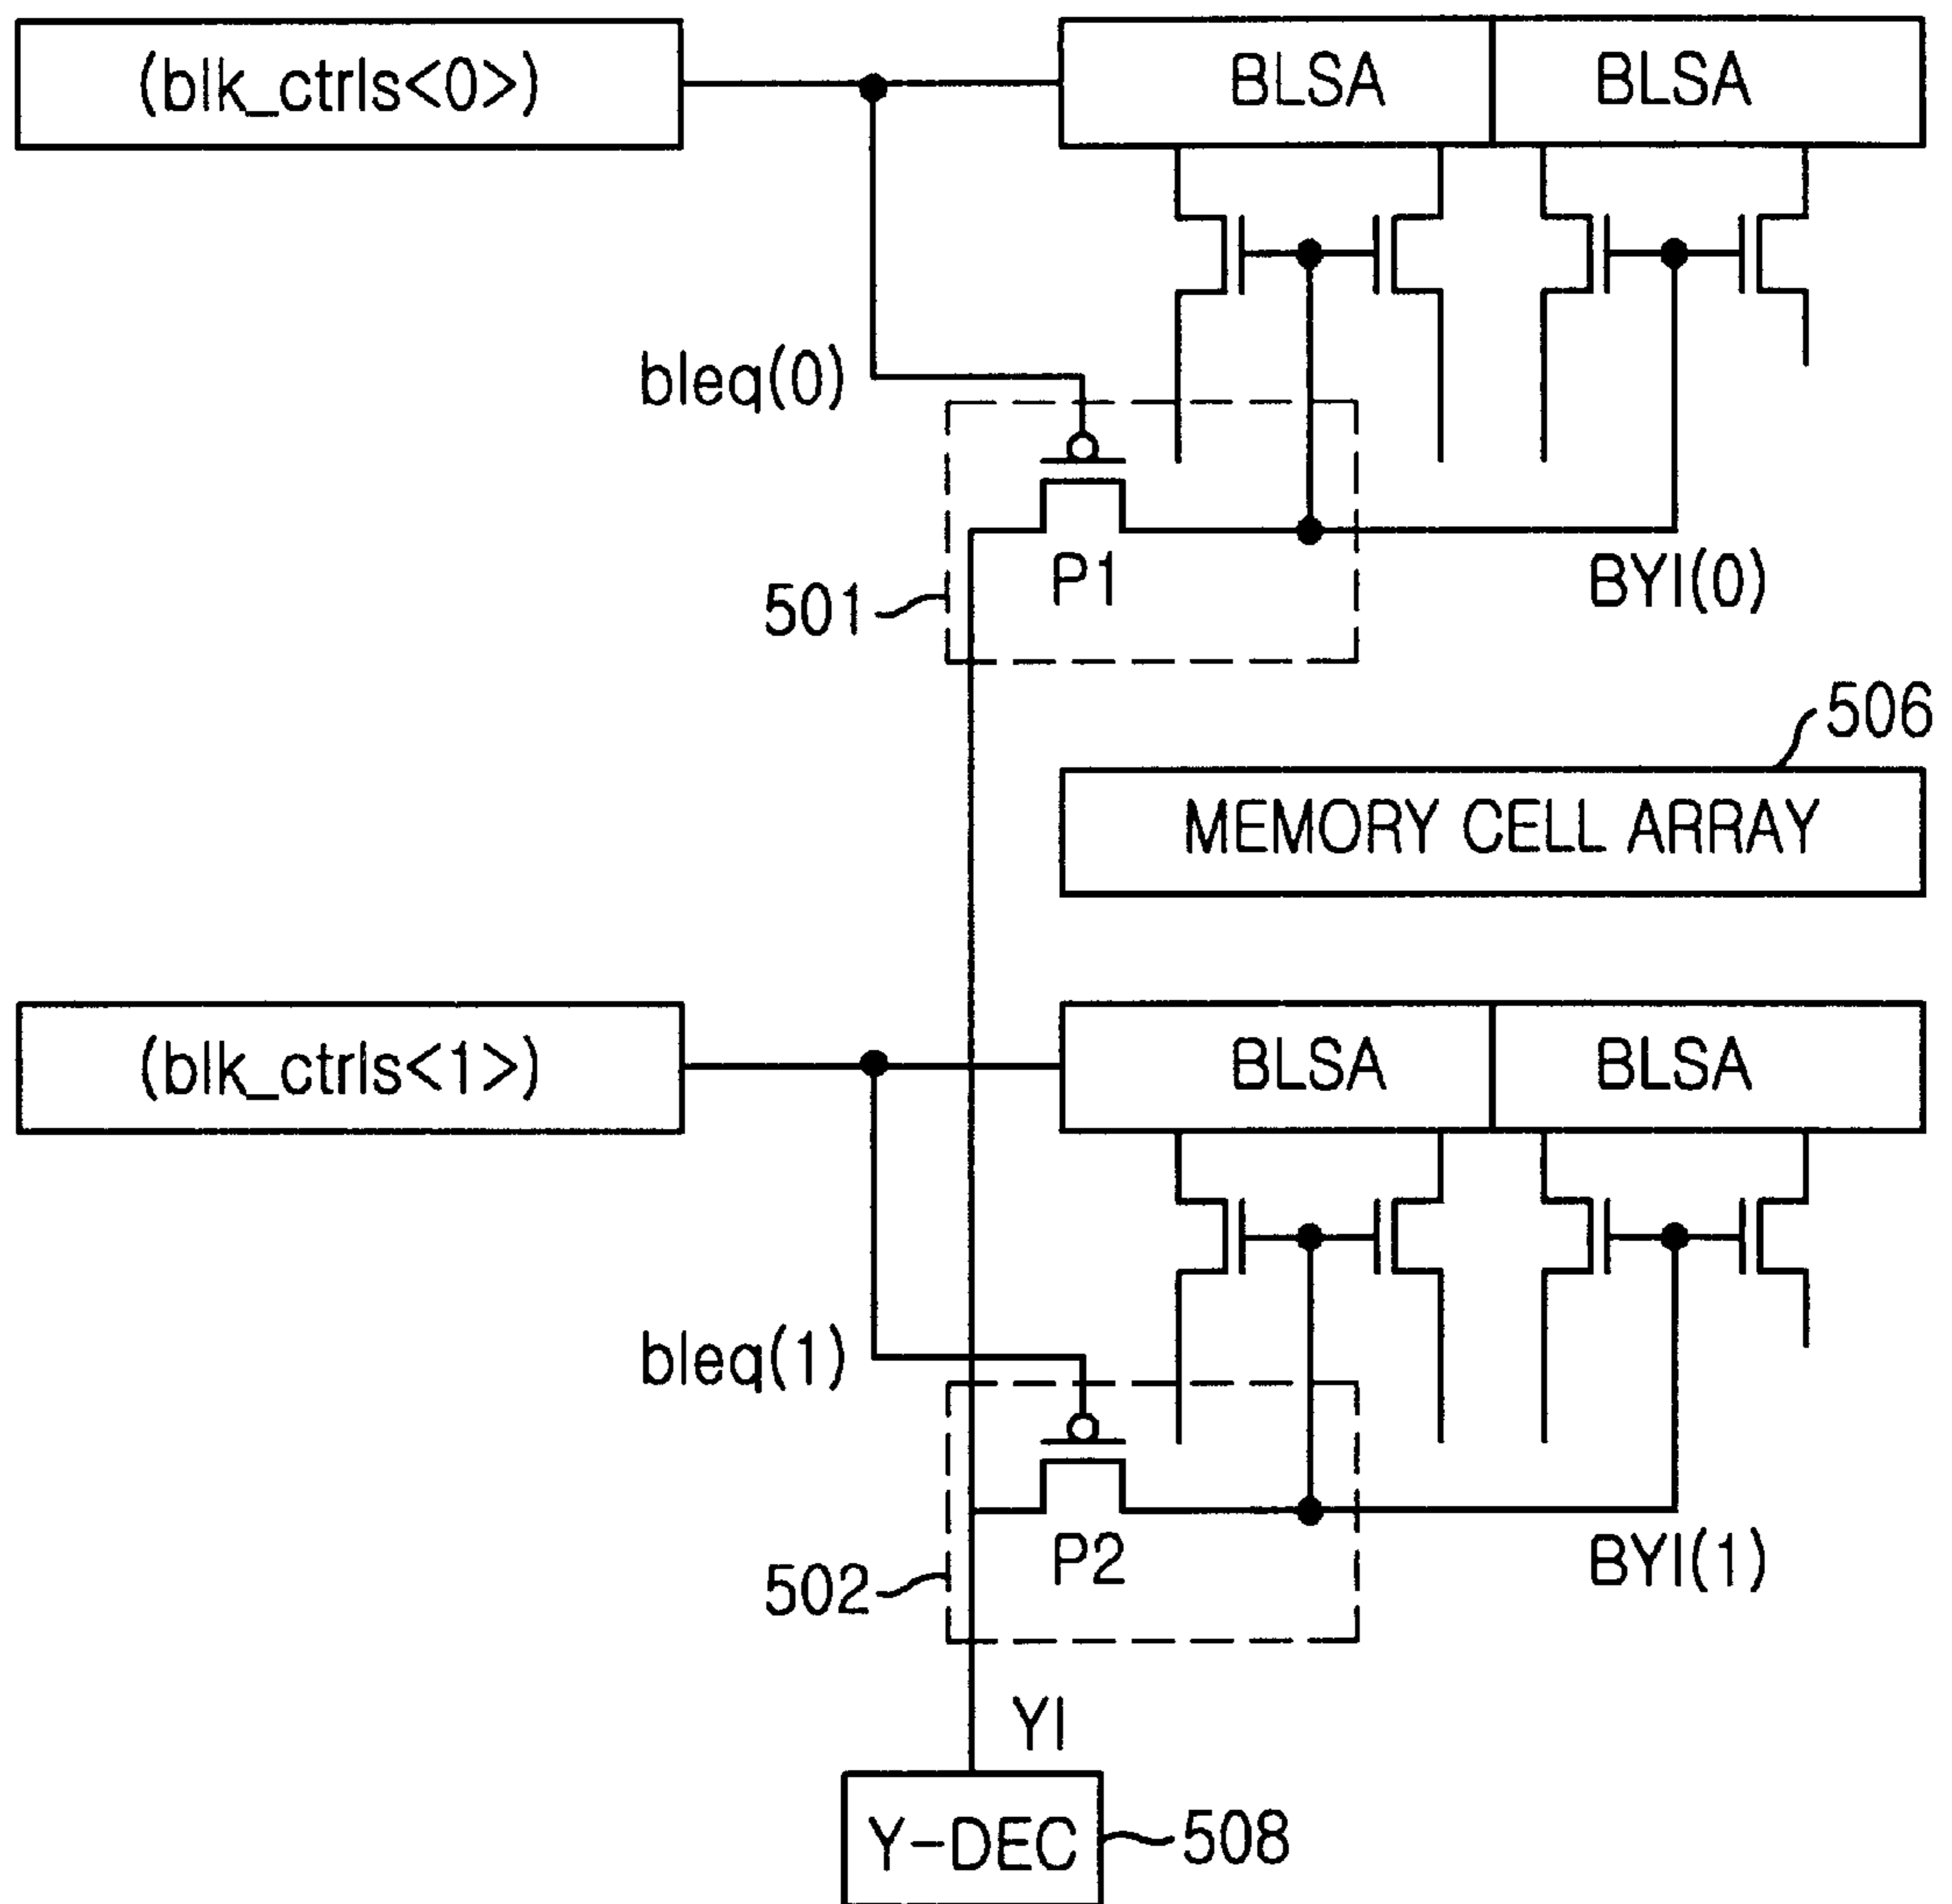 (blk_ctrls<0>)
BLSA
BLSA
bleq(0)
P1
501
BYI(0)
506
MEMORY CELL ARRAY
(blk_ctrls<1>)
BLSA
BLSA
bleq(1)
P2
502
BYI(1)
YI
Y-DEC
508